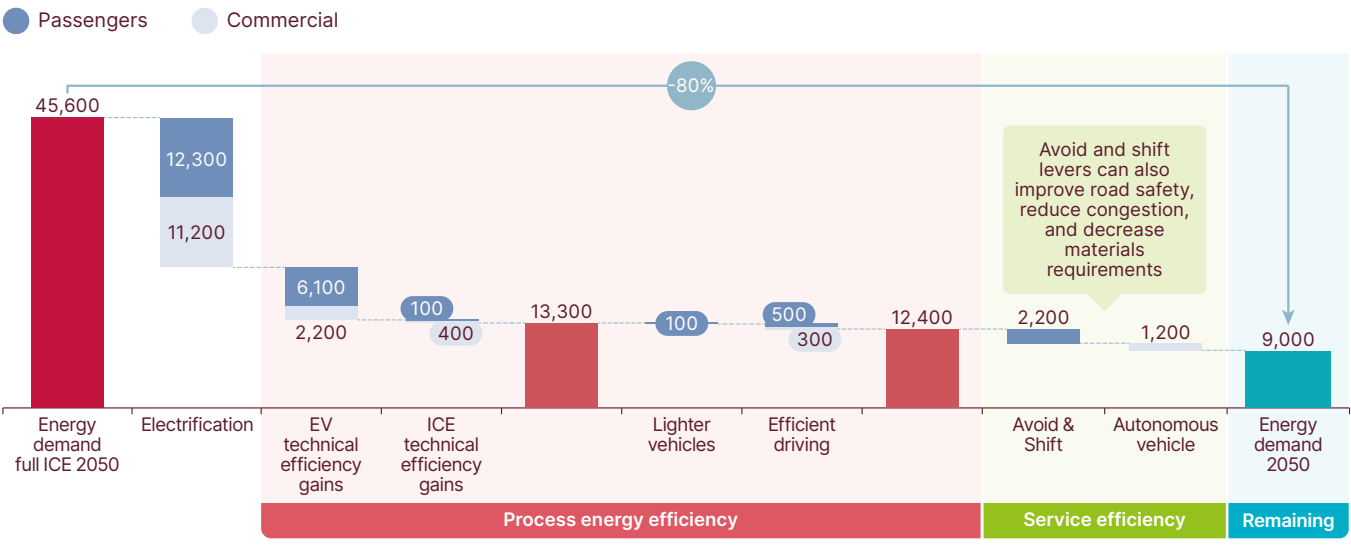 Passengers
Commercial
-80%
45,600
12,300
11,200
6,100
2,200
100
400
13,300
100
500
300
12,400
Avoid and shift
levers can also
improve road safety,
reduce congestion,
and decrease
materials
requirements
2,200
1,200
9,000
Energy
demand
full ICE 2050
Electrification
EV
technical
efficiency
gains
ICE
technical
efficiency
gains
Lighter
vehicles
Efficient
driving
Avoid &
Shift
Autonomous
vehicle
Energy
demand
2050
Process energy efficiency
Service efficiency
Remaining